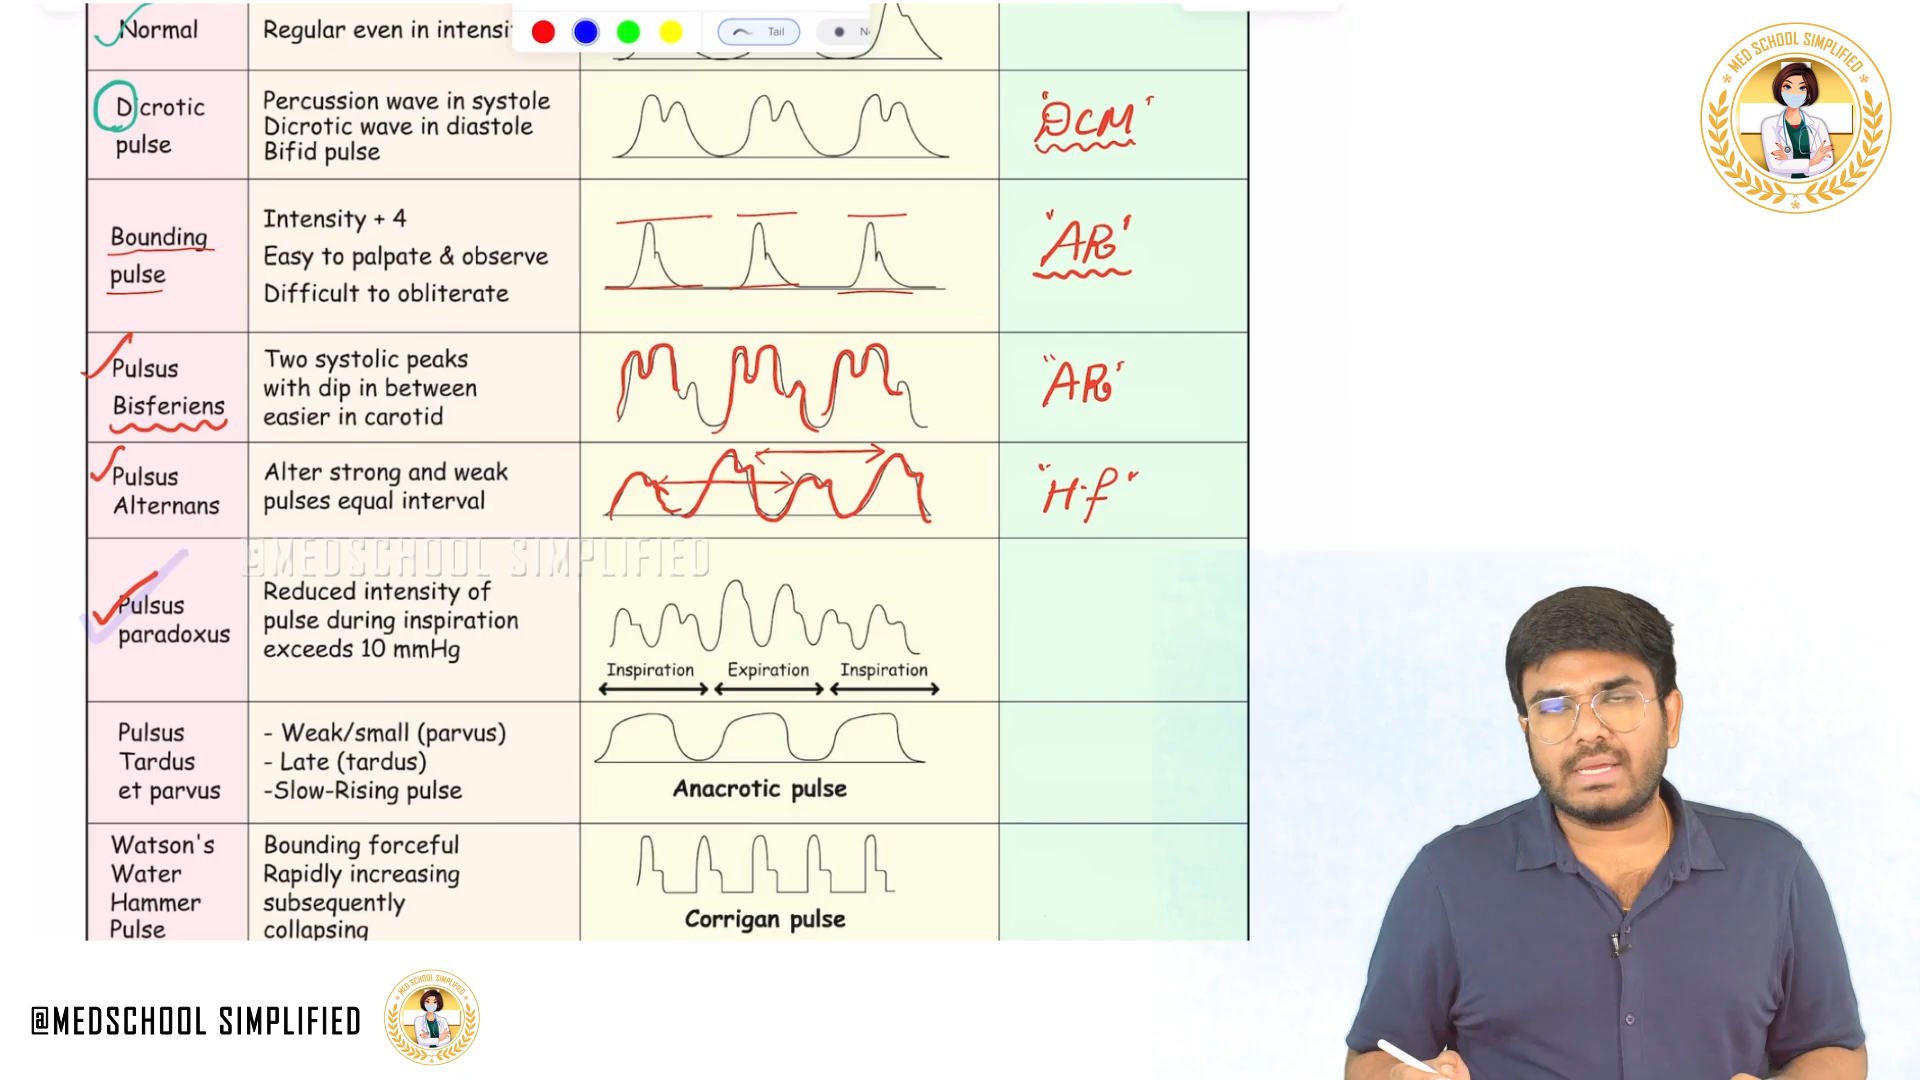 Normal
Regular even in intensi
Tail
N
MED SCHOOL SIMPLIFIED
Dicrotic
pulse
Percussion wave in systole
Dicrotic wave in diastole
Bifid pulse
"DCM"
Bounding
pulse
Intensity + 4
Easy to palpate & observe
Difficult to obliterate
"AR"
Pulsus
Bisferiens
Two systolic peaks
with dip in between
easier in carotid
"AR"
Pulsus
Alternans
Alter strong and weak
pulses equal interval
"H.f"
@MEDSCHOOL SIMPLIFIED
Pulsus
paradoxus
Reduced intensity of
pulse during inspiration
exceeds 10 mmHg
Inspiration Expiration Inspiration
Pulsus
Tardus
et parvus
- Weak/small (parvus)
- Late (tardus)
-Slow-Rising pulse
Anacrotic pulse
Watson's
Water
Hammer
Pulse
Bounding forceful
Rapidly increasing
subsequently
collapsing
Corrigan pulse
@MEDSCHOOL SIMPLIFIED
MED SCHOOL SIMPLIFIED